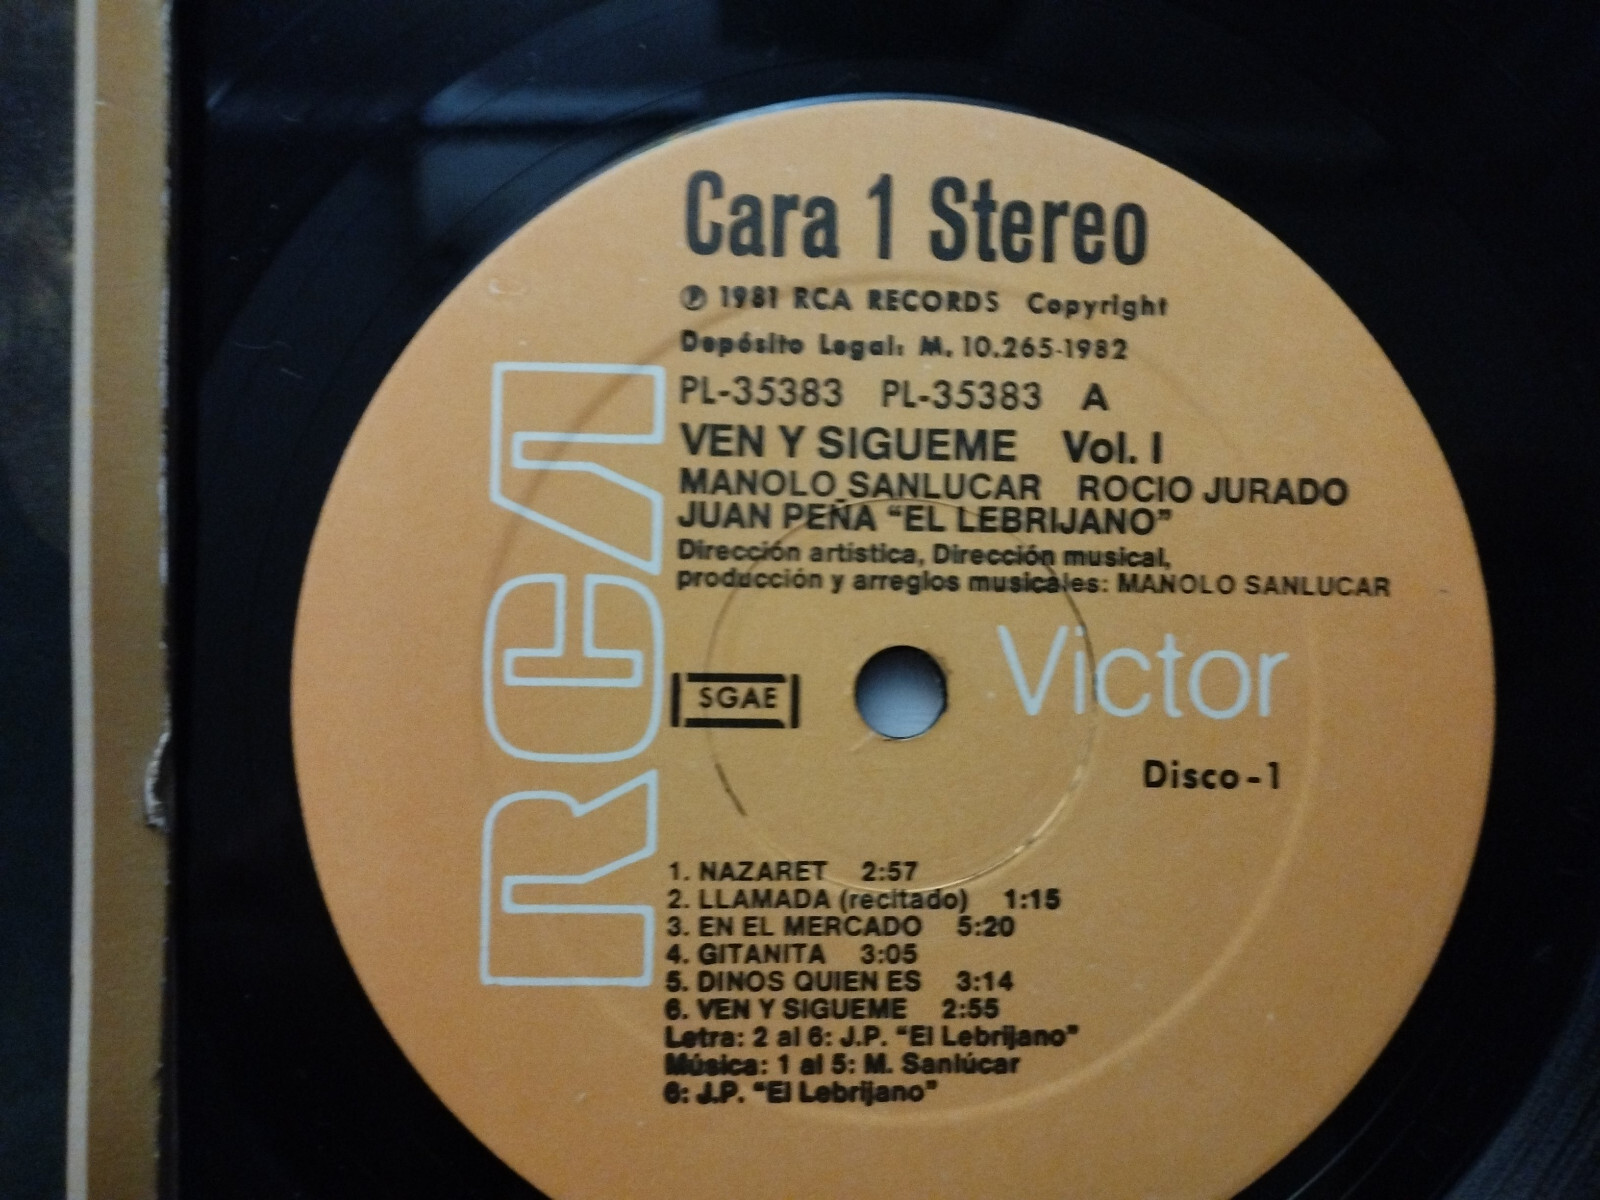 Cara 1 Stereo
℗ 1981 RCA RECORDS Copyright
Depósito Legal: M. 10.265-1982
PL-35383 PL-35383 A
VEN Y SIGUEME Vol. I
MANOLO SANLUCAR ROCIO JURADO
JUAN PEÑA “EL LEBRIJANO”
Dirección artística, Dirección musical,
producción y arreglos musicales: MANOLO SANLUCAR
RCA
Victor
SGAE
Disco-1
1. NAZARET 2:57
2. LLAMADA (recitado) 1:15
3. EN EL MERCADO 5:20
4. GITANITA 3:05
5. DINOS QUIEN ES 3:14
6. VEN Y SIGUEME 2:55
Letra: 2 al 6: J.P. “El Lebrijano”
Música: 1 al 5: M. Sanlúcar
6: J.P. “El Lebrijano”